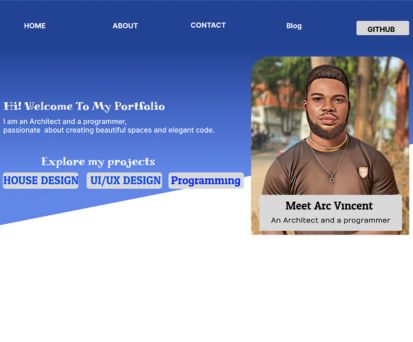 HOME ABOUT CONTACT Blog GITHUB
Hi! Welcome To My Portfolio
I am an Architect and a programmer,
passionate about creating beautiful spaces and elegant code.
Explore my projects
HOUSE DESIGN UI/UX DESIGN Programming
Meet Arc Vincent
An Architect and a programmer